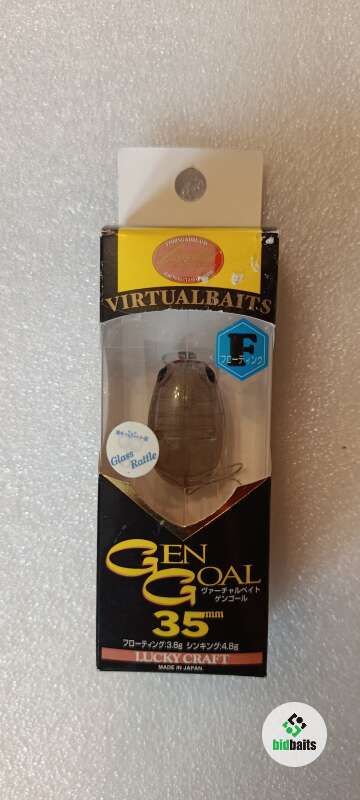 VIRTUALBAITS
F
フローティング
Glass
Rattle
GEN
GOAL
ヴァーチャルベイト
ゲンゴール
35mm
フローティング:3.8g シンキング:4.8g
LUCKY CRAFT
MADE IN JAPAN
bidbaits